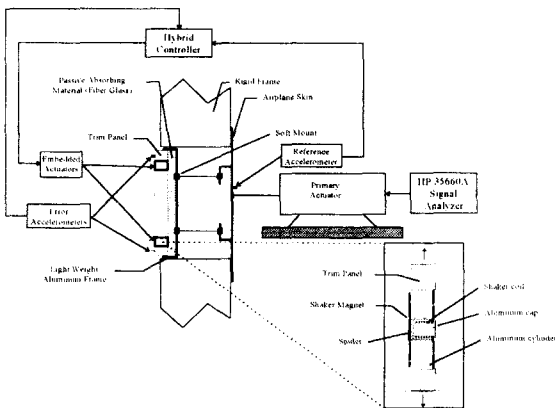 Hybrid
Controller
Passive Absorbing
Material (Fiber Glass)
Rigid Frame
Airplane Skin
Trim Panel
Soft Mount
Embedded
Actuators
Reference
Accelerometer
Primary
Actuator
HP 35660A
Signal
Analyzer
Error
Accelerometers
Light Weight
Aluminum Frame
Trim Panel
Shaker coil
Shaker Magnet
Aluminum cap
Spider
Aluminum cylinder